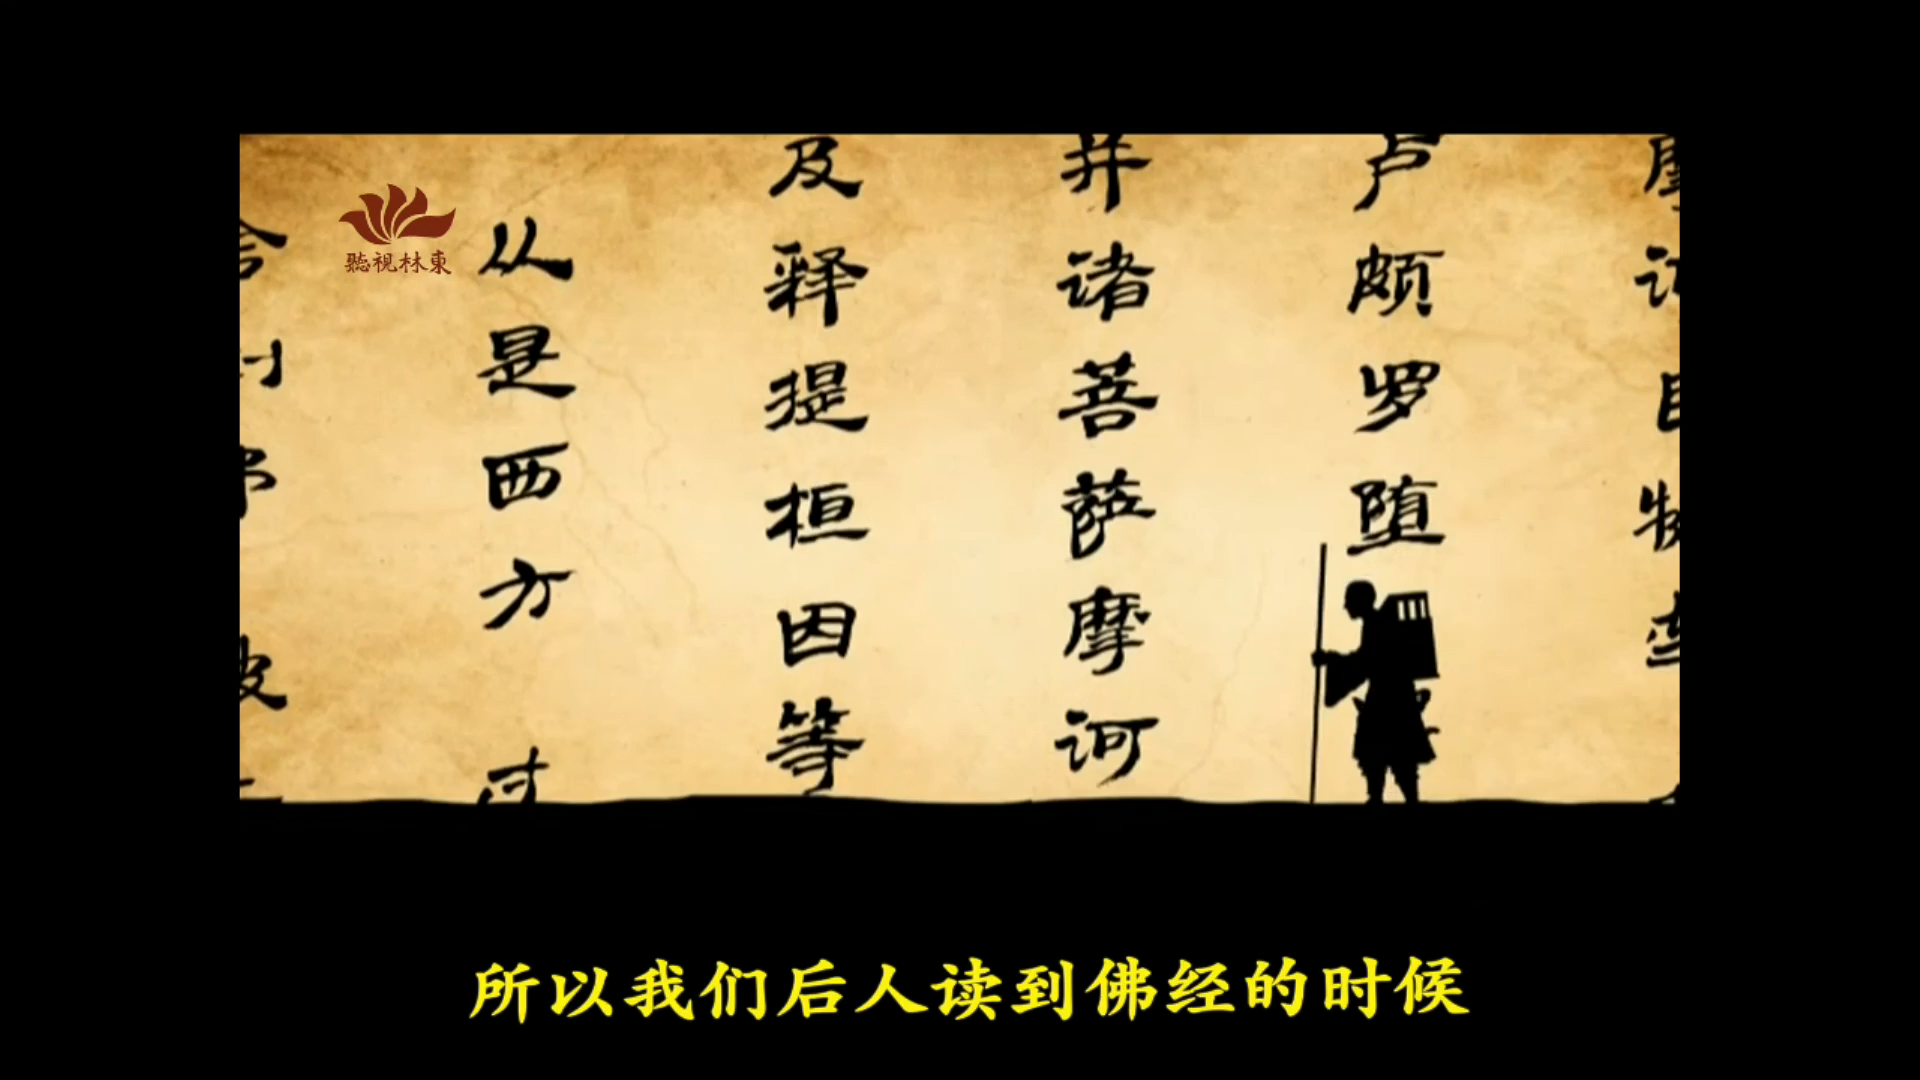 聽視林東
卢颇罗堕
并诸菩萨摩诃
及释提桓因等
从是西方 过
所以我们后人读到佛经的时候